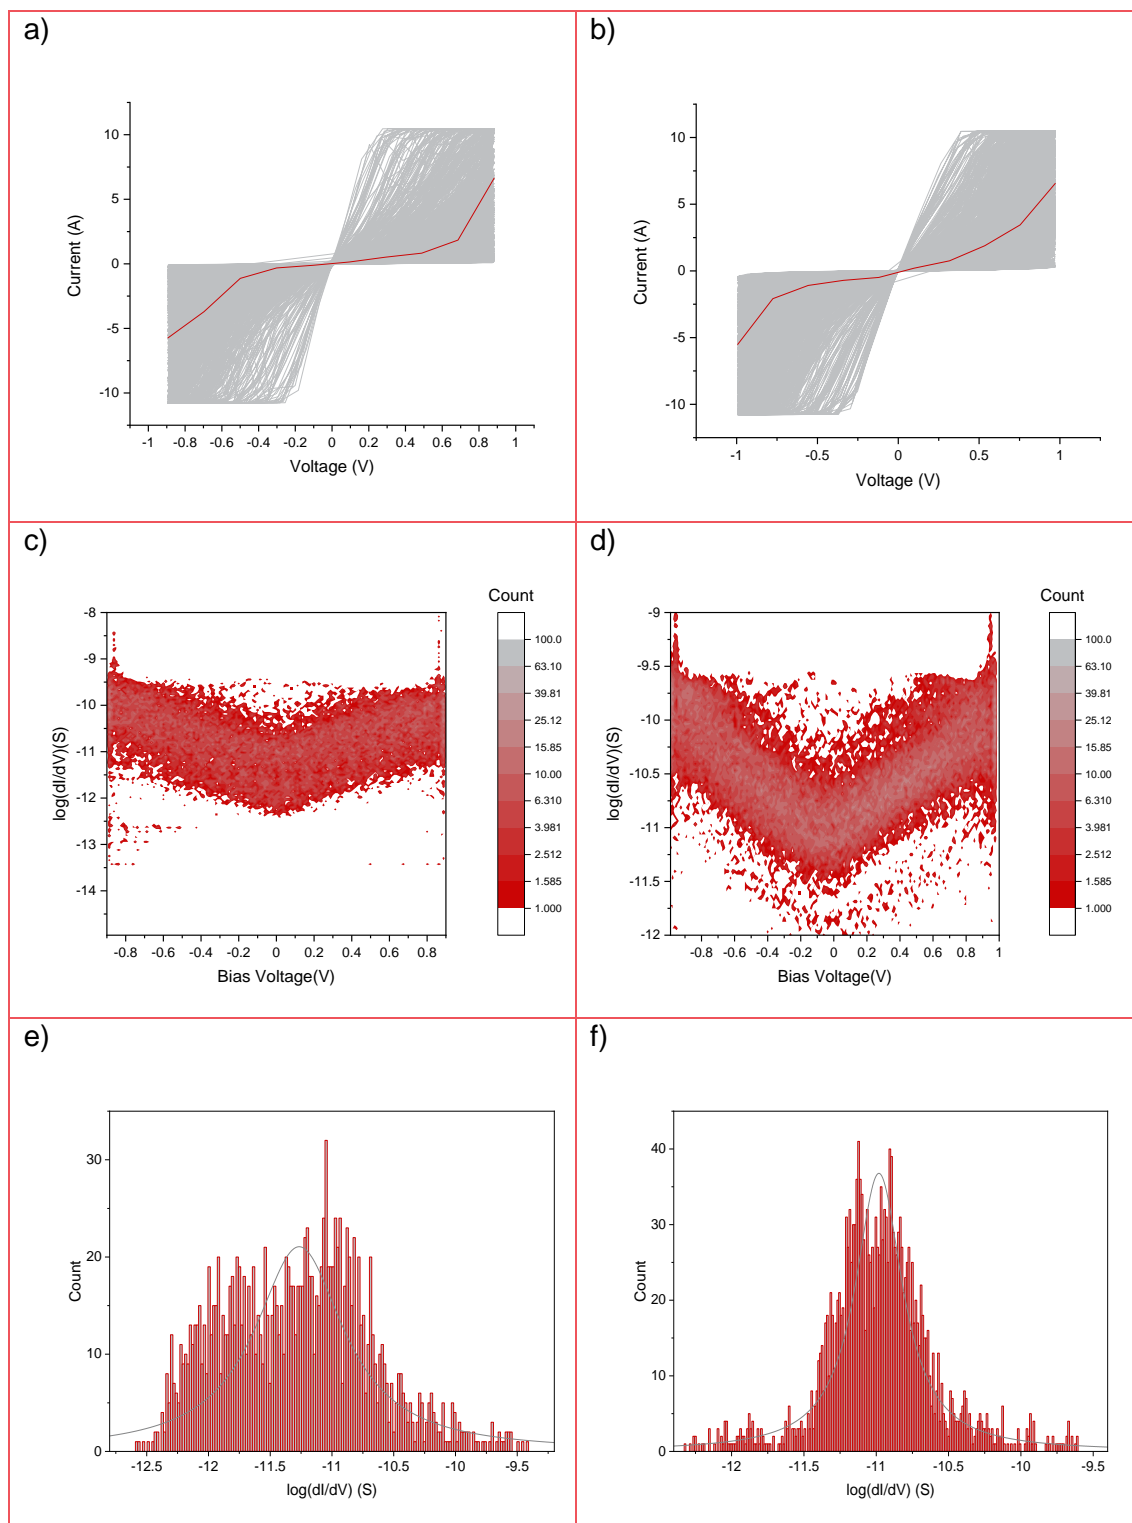 a)
10
5
0
-5
-10
Current (A)
-1 -0.8 -0.6 -0.4 -0.2 0 0.2 0.4 0.6 0.8 1
Voltage (V)
b)
10
5
0
-5
-10
Current (A)
-1 -0.5 0 0.5 1
Voltage (V)
c)
Count
-8
-9
-10
-11
-12
-13
-14
log(dI/dV)(S)
100.0
63.10
39.81
25.12
15.85
10.00
6.310
3.981
2.512
1.585
1.000
-0.8 -0.6 -0.4 -0.2 0 0.2 0.4 0.6 0.8
Bias Voltage(V)
d)
Count
-9
-9.5
-10
-10.5
-11
-11.5
-12
log(dI/dV)(S)
100.0
63.10
39.81
25.12
15.85
10.00
6.310
3.981
2.512
1.585
1.000
-0.8 -0.6 -0.4 -0.2 0 0.2 0.4 0.6 0.8 1
Bias Voltage(V)
e)
30
20
10
0
Count
-12.5 -12 -11.5 -11 -10.5 -10 -9.5
log(dI/dV) (S)
f)
40
30
20
10
0
Count
-12 -11.5 -11 -10.5 -10 -9.5
log(dI/dV) (S)